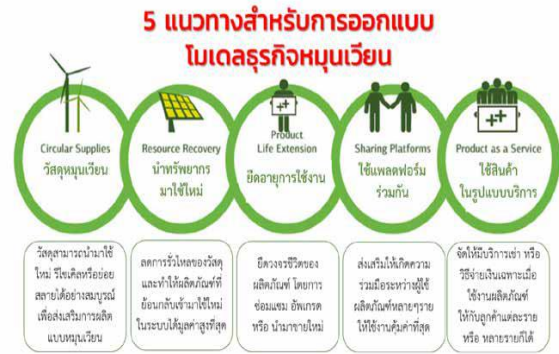 5 แนวทางสำหรับการออกแบบ
โมเดลธุรกิจหมุนเวียน
Circular Supplies
วัสดุหมุนเวียน
Resource Recovery
นำทรัพยากร
มาใช้ใหม่
Product
Life Extension
ยืดอายุการใช้งาน
Sharing Platforms
ใช้แพลตฟอร์ม
ร่วมกัน
Product as a Service
ใช้สินค้า
ในรูปแบบบริการ
วัสดุสามารถนำมาใช้
ใหม่ รีไซเคิลหรือย่อย
สลายได้อย่างสมบูรณ์
เพื่อส่งเสริมการผลิต
แบบหมุนเวียน
ลดการรั่วไหลของวัสดุ
และทำให้ผลิตภัณฑ์ที่
ย้อนกลับเข้ามาใช้ใหม่
ในระบบได้มูลค่าสูงที่สุด
ยืดวงจรชีวิตของ
ผลิตภัณฑ์ โดยการ
ซ่อมแซม อัพเกรด
หรือ นำมาขายใหม่
ส่งเสริมให้เกิดความ
ร่วมมือระหว่างผู้ใช้
ผลิตภัณฑ์หลายๆราย
ให้ใช้งานคุ้มค่าที่สุด
จัดให้มีบริการเช่า หรือ
วิธีจ่ายเงินเฉพาะเมื่อ
ใช้งานผลิตภัณฑ์
ให้กับลูกค้าแต่ละราย
หรือ หลายรายก็ได้